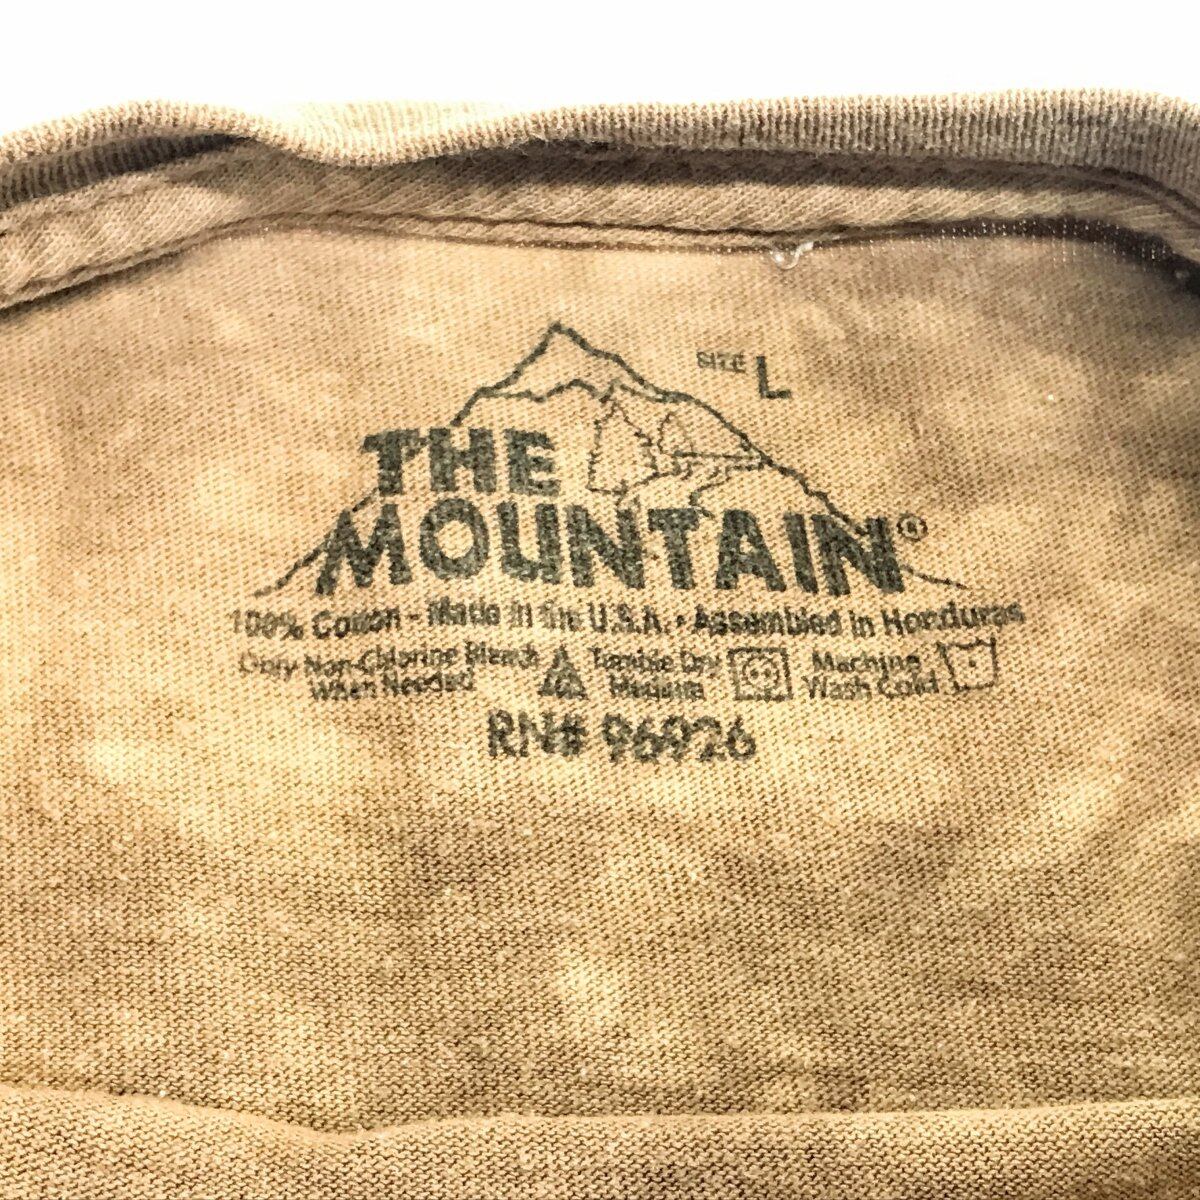 SIZE L
THE
MOUNTAIN®
100% Cotton - Made in the U.S.A. • Assembled in Honduras
Only Non-Chlorine Bleach
When Needed
Tumble Dry
Medium
Machine
Wash Cold
RN# 96926